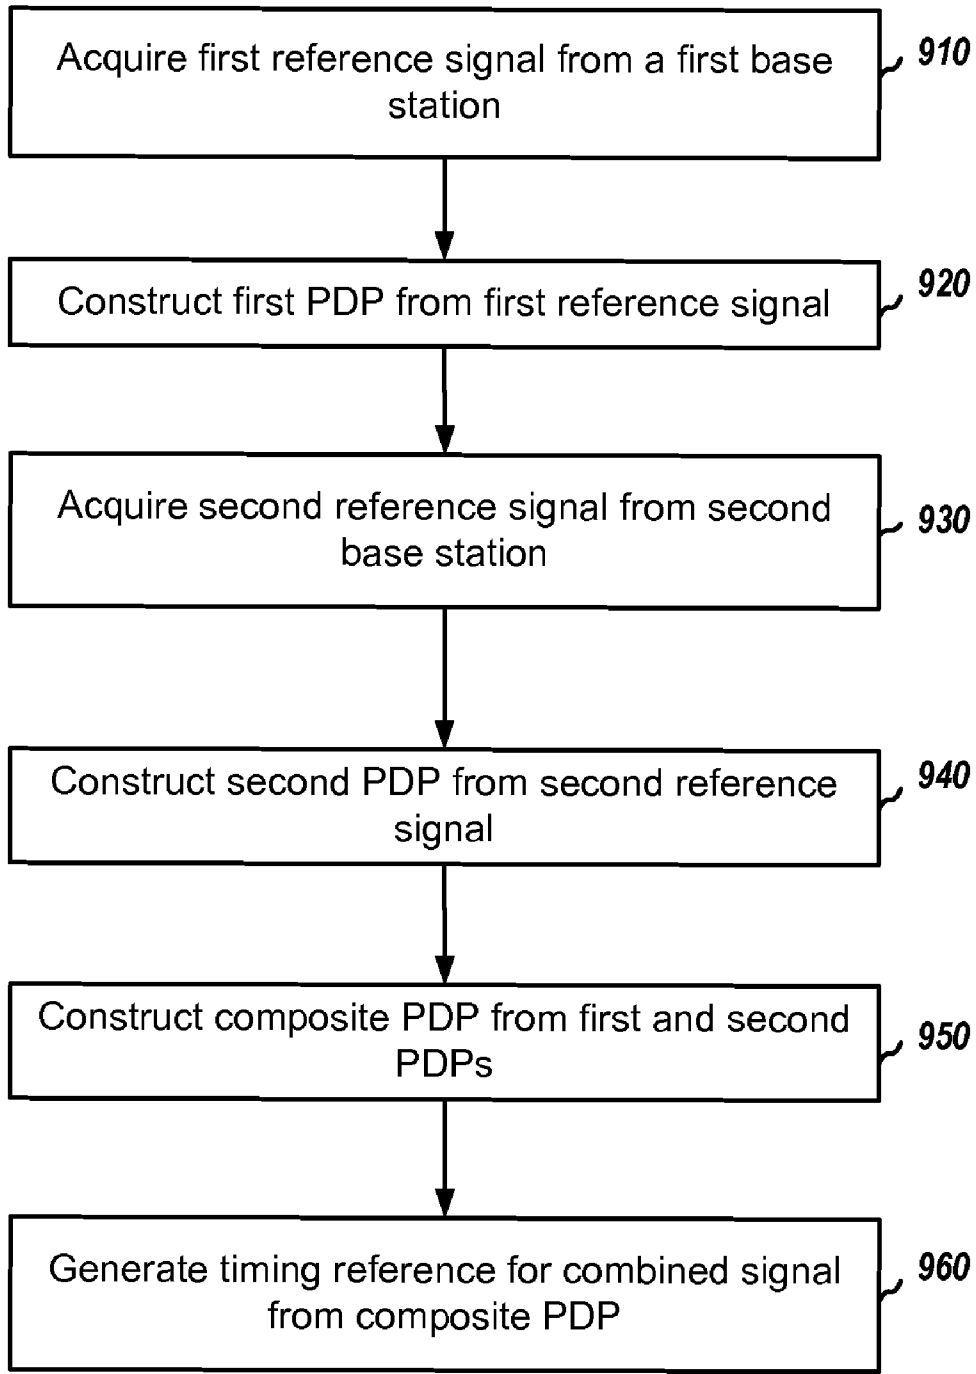 Acquire first reference signal from a first base
station
910
Construct first PDP from first reference signal
920
Acquire second reference signal from second
base station
930
Construct second PDP from second reference
signal
940
Construct composite PDP from first and second
PDPs
950
Generate timing reference for combined signal
from composite PDP
960